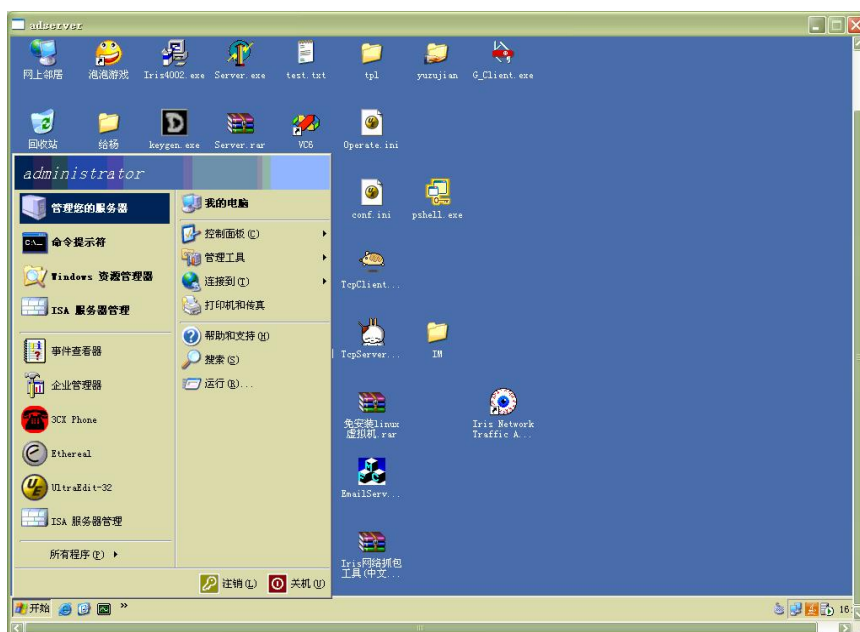 adserver
网上邻居
泡泡游戏
Iris4002.exe
Server.exe
test.txt
tpl
yuzujian
G_Client.exe
回收站
给杨
keygen.exe
Server.rar
VC6
Operate.ini
administrator
管理您的服务器
命令提示符
Windows 资源管理器
ISA 服务器管理
事件查看器
企业管理器
3CX Phone
Ethereal
UltraEdit-32
ISA 服务器管理
所有程序(P)
我的电脑
控制面板(C)
管理工具
连接到(T)
打印机和传真
帮助和支持(H)
搜索(S)
运行(R)...
注销(L)
关机(U)
conf.ini
pshell.exe
TcpClient...
TcpServer...
IM
免安装linux
虚拟机.rar
Iris Network
Traffic A...
EmailServ...
Iris网络抓包
工具(中文...
开始
16: